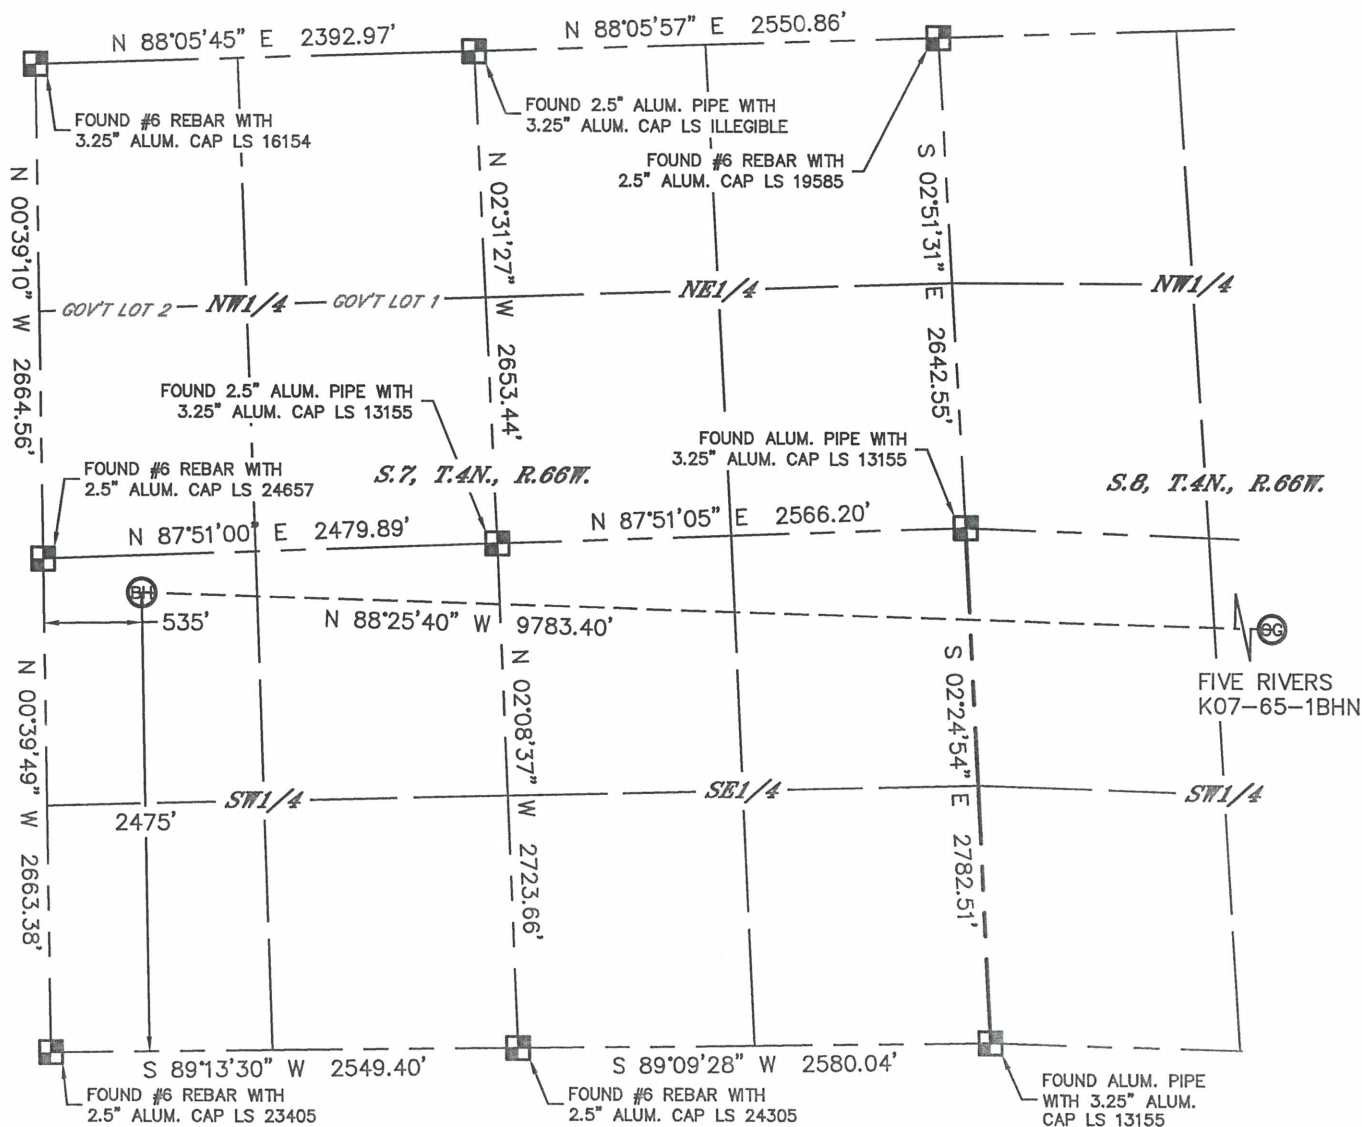 N 88°05'45" E 2392.97'
N 88°05'57" E 2550.86'
FOUND #6 REBAR WITH
3.25" ALUM. CAP LS 16154
FOUND 2.5" ALUM. PIPE WITH
3.25" ALUM. CAP LS ILLEGIBLE
FOUND #6 REBAR WITH
2.5" ALUM. CAP LS 19585
N 00°39'10" W 2664.56'
N 02°31'27" W 2653.44'
S 02°51'31" E 2642.55'
GOV'T LOT 2
NW1/4
GOV'T LOT 1
NE1/4
NW1/4
FOUND 2.5" ALUM. PIPE WITH
3.25" ALUM. CAP LS 13155
FOUND ALUM. PIPE WITH
3.25" ALUM. CAP LS 13155
FOUND #6 REBAR WITH
2.5" ALUM. CAP LS 24657
S.7, T.4N., R.66W.
S.8, T.4N., R.66W.
N 87°51'00" E 2479.89'
N 87°51'05" E 2566.20'
BH
535'
N 88°25'40" W 9783.40'
OG
FIVE RIVERS
K07-65-1BHN
N 00°39'49" W 2663.38'
N 02°08'37" W 2723.66'
S 02°24'54" E 2782.51'
SW1/4
SE1/4
SW1/4
2475'
S 89°13'30" W 2549.40'
S 89°09'28" W 2580.04'
FOUND #6 REBAR WITH
2.5" ALUM. CAP LS 23405
FOUND #6 REBAR WITH
2.5" ALUM. CAP LS 24305
FOUND ALUM. PIPE
WITH 3.25" ALUM.
CAP LS 13155